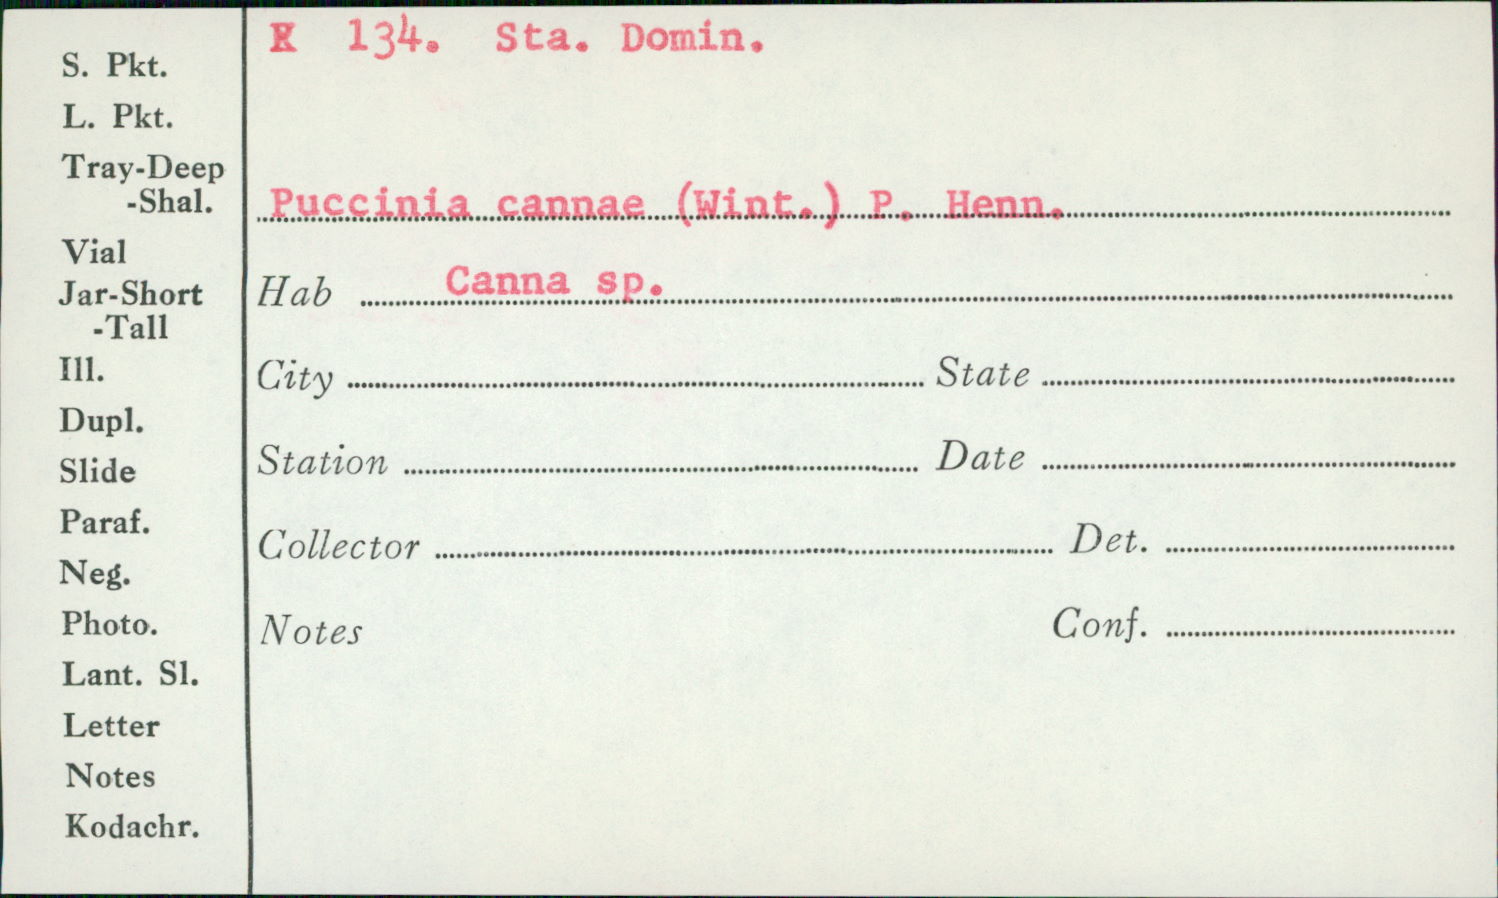 134. Sta. Domin.
Puccinia cannae (Wint.) P. Henn.
Hab Canna sp.
City State
Station Date
Collector Det.
Notes Conf.
S. Pkt.
L. Pkt.
Tray-Deep
-Shal.
Vial
Jar-Short
-Tall
Ill.
Dupl.
Slide
Paraf.
Neg.
Photo.
Lant. Sl.
Letter
Notes
Kodachr.